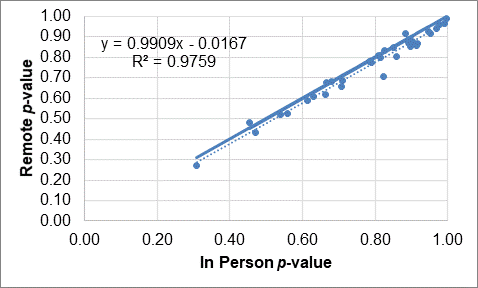 1.00
y = 0.9909x - 0.0167
R² = 0.9759
0.90
0.80
0.70
0.60
0.50
0.40
0.30
0.20
0.10
0.00
Remote p-value
0.00 0.20 0.40 0.60 0.80 1.00
In Person p-value